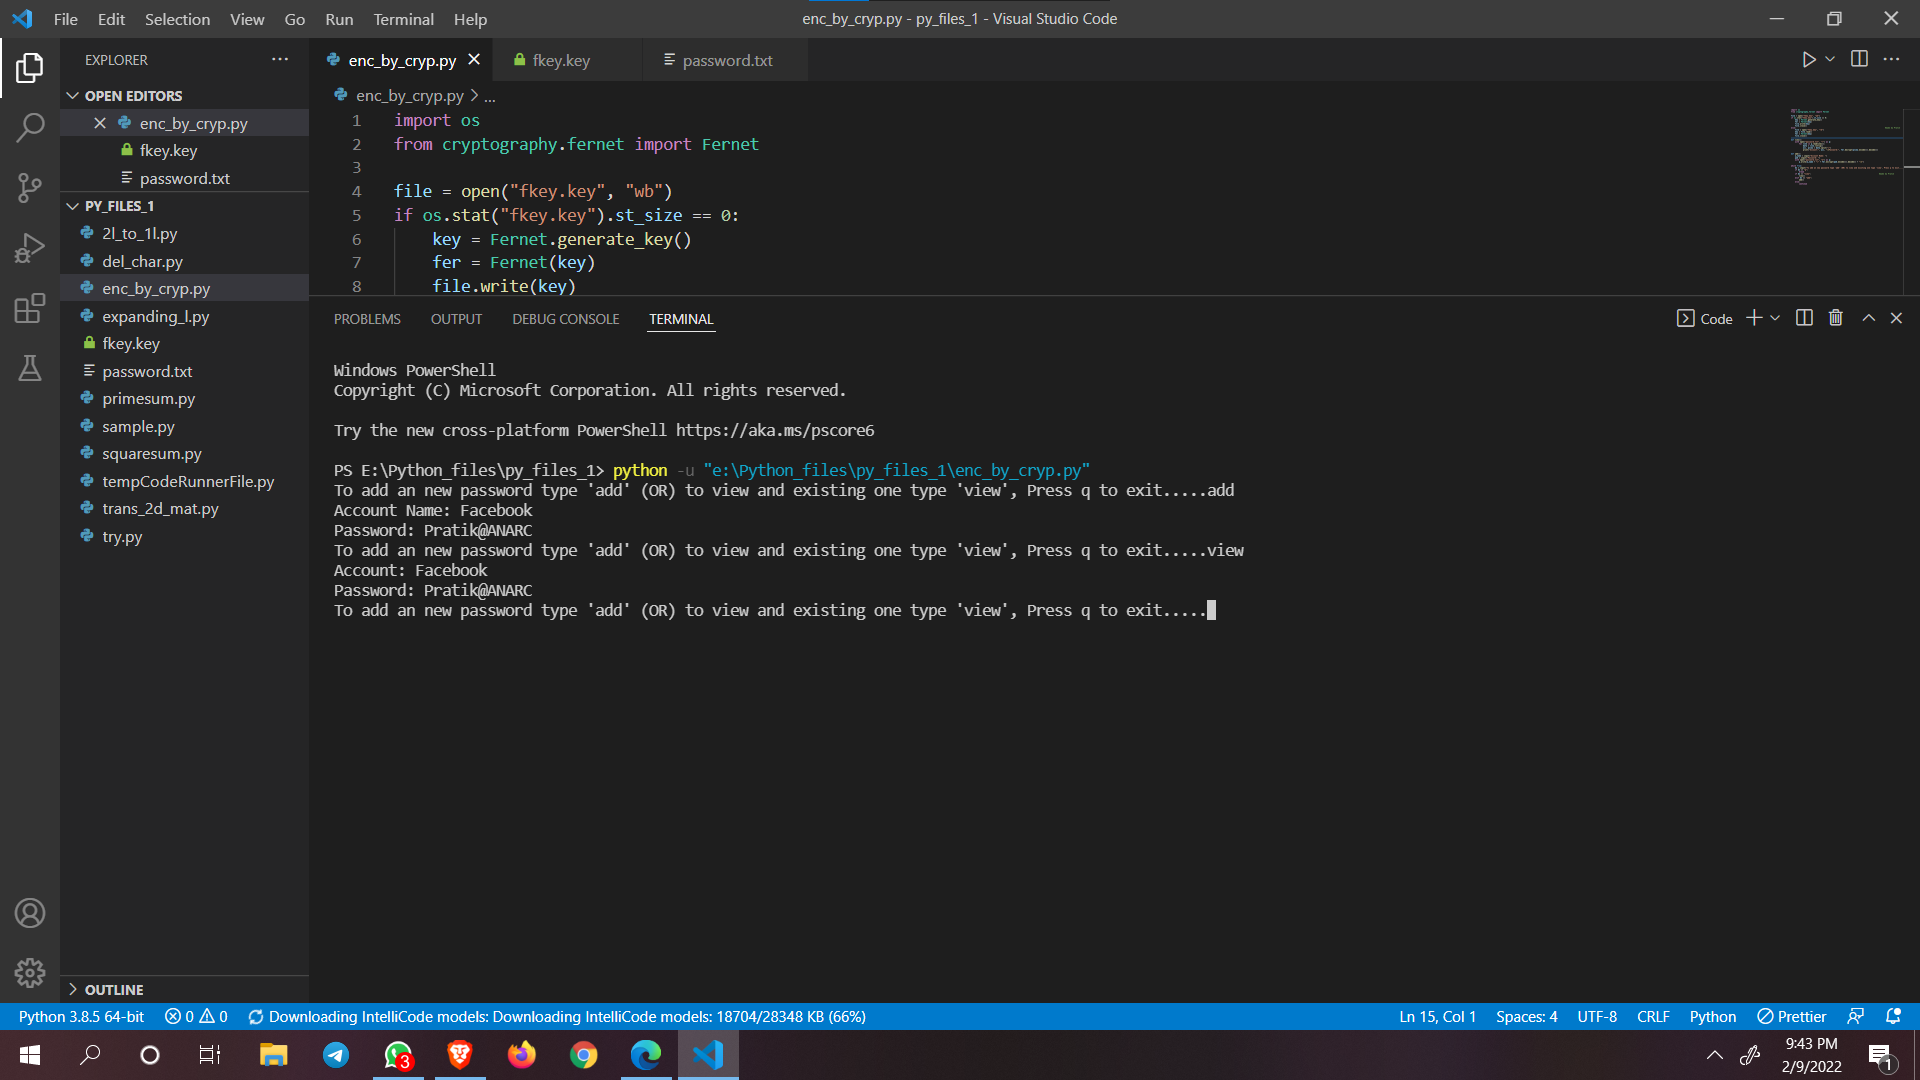 File Edit Selection View Go Run Terminal Help
enc_by_cryp.py - py_files_1 - Visual Studio Code
EXPLORER
OPEN EDITORS
enc_by_cryp.py
fkey.key
password.txt
PY_FILES_1
2l_to_1l.py
del_char.py
enc_by_cryp.py
expanding_l.py
fkey.key
password.txt
primesum.py
sample.py
squaresum.py
tempCodeRunnerFile.py
trans_2d_mat.py
try.py
OUTLINE
enc_by_cryp.py fkey.key password.txt
enc_by_cryp.py > ...
1 import os
2 from cryptography.fernet import Fernet
3
4 file = open("fkey.key", "wb")
5 if os.stat("fkey.key").st_size == 0:
6 key = Fernet.generate_key()
7 fer = Fernet(key)
8 file.write(key)
PROBLEMS OUTPUT DEBUG CONSOLE TERMINAL
Code
Windows PowerShell
Copyright (C) Microsoft Corporation. All rights reserved.
Try the new cross-platform PowerShell https://aka.ms/pscore6
PS E:\Python_files\py_files_1> python -u "e:\Python_files\py_files_1\enc_by_cryp.py"
To add an new password type 'add' (OR) to view and existing one type 'view', Press q to exit.....add
Account Name: Facebook
Password: Pratik@ANARC
To add an new password type 'add' (OR) to view and existing one type 'view', Press q to exit.....view
Account: Facebook
Password: Pratik@ANARC
To add an new password type 'add' (OR) to view and existing one type 'view', Press q to exit.....
Python 3.8.5 64-bit 0 0 Downloading IntelliCode models: Downloading IntelliCode models: 18704/28348 KB (66%)
Ln 15, Col 1 Spaces: 4 UTF-8 CRLF Python Prettier
3
9:43 PM
2/9/2022
1